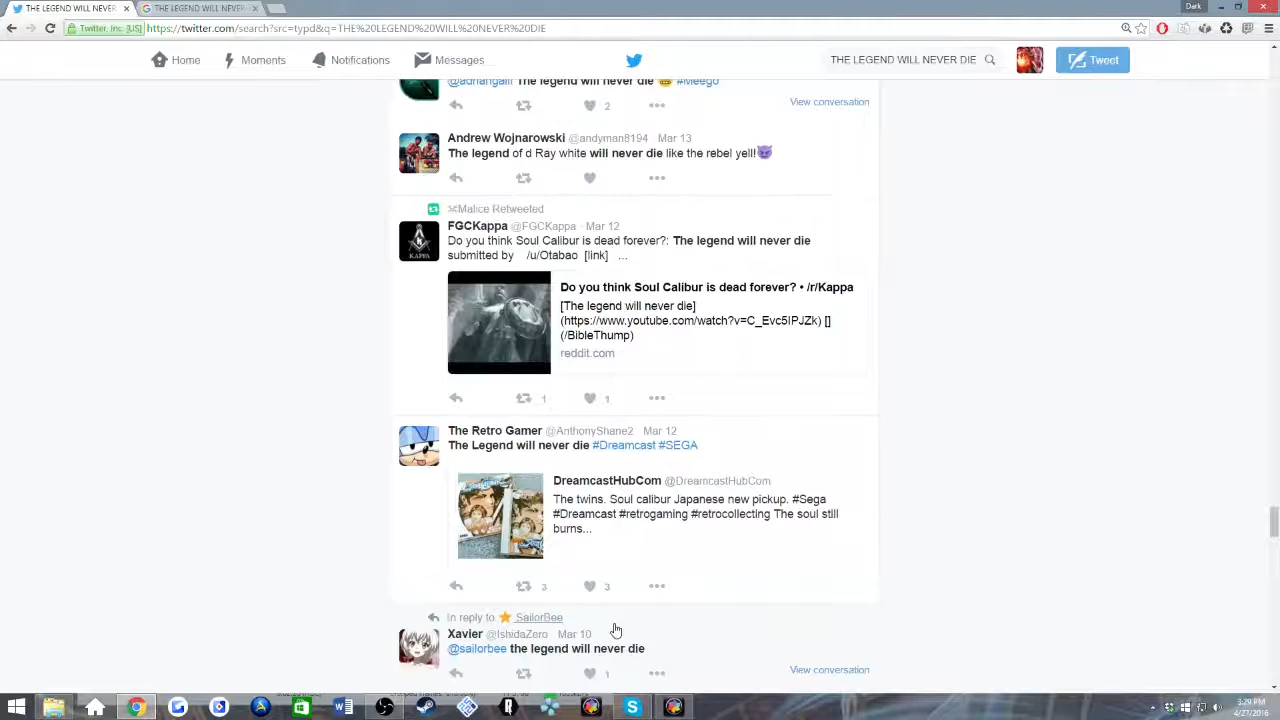 THE LEGEND WILL NEVER
THE LEGEND WILL NEVER DIE
Dark
Twitter, Inc. [US]
https://twitter.com/search?src=typd&q=THE%20LEGEND%20WILL%20NEVER%20DIE
Home
Moments
Notifications
Messages
THE LEGEND WILL NEVER DIE
Tweet
@adriangalli The legend will never die #Meego
2
View conversation
Andrew Wojnarowski @andyman8194 Mar 13
The legend of d Ray white will never die like the rebel yell!
Malice Retweeted
FGCKappa @FGCKappa · Mar 12
Do you think Soul Calibur is dead forever?: The legend will never die
submitted by /u/Otabao [link] ...
KAPPA
Do you think Soul Calibur is dead forever? • /r/Kappa
[The legend will never die]
(https://www.youtube.com/watch?v=C_Evc5IPJZk) []
(/BibleThump)
reddit.com
1
1
The Retro Gamer @AnthonyShane2 Mar 12
The Legend will never die #Dreamcast #SEGA
DreamcastHubCom @DreamcastHubCom
The twins. Soul calibur Japanese new pickup. #Sega
#Dreamcast #retrogaming #retrocollecting The soul still
burns...
3
3
In reply to SailorBee
Xavier @IshidaZero Mar 10
@sailorbee the legend will never die
1
View conversation
3:29 PM
4/27/2016